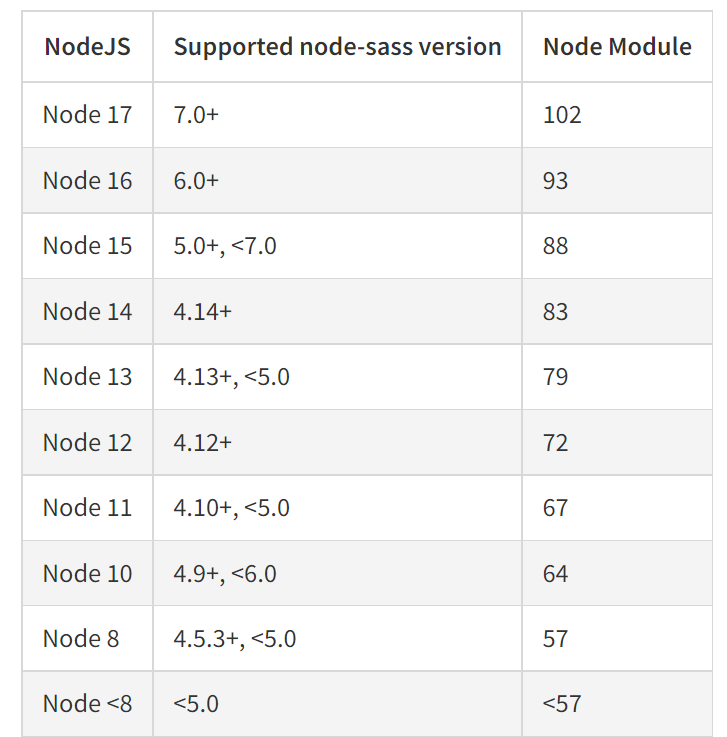 NodeJS Supported node-sass version Node Module
Node 17 7.0+ 102
Node 16 6.0+ 93
Node 15 5.0+, <7.0 88
Node 14 4.14+ 83
Node 13 4.13+, <5.0 79
Node 12 4.12+ 72
Node 11 4.10+, <5.0 67
Node 10 4.9+, <6.0 64
Node 8 4.5.3+, <5.0 57
Node <8 <5.0 <57